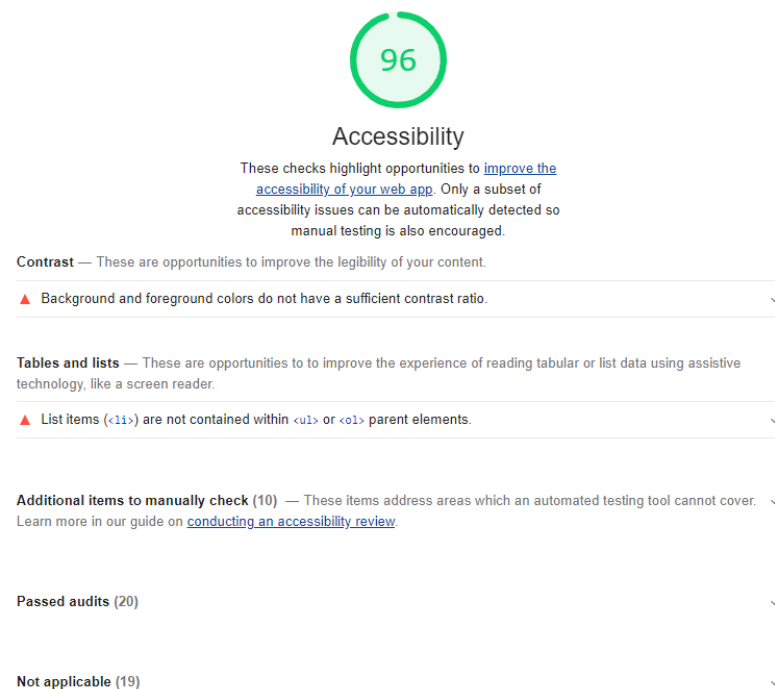 96
Accessibility
These checks highlight opportunities to improve the
accessibility of your web app. Only a subset of
accessibility issues can be automatically detected so
manual testing is also encouraged.
Contrast — These are opportunities to improve the legibility of your content.
Background and foreground colors do not have a sufficient contrast ratio.
Tables and lists — These are opportunities to to improve the experience of reading tabular or list data using assistive
technology, like a screen reader.
List items (<li>) are not contained within <ul> or <ol> parent elements.
Additional items to manually check (10) — These items address areas which an automated testing tool cannot cover.
Learn more in our guide on conducting an accessibility review.
Passed audits (20)
Not applicable (19)